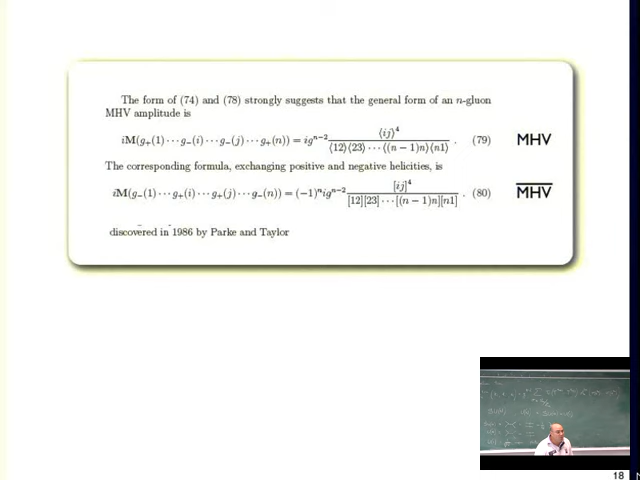 The form of (74) and (78) strongly suggests that the general form of an n-gluon
MHV amplitude is
iM(g₊(1) ··· g₋(i) ··· g₋(j) ··· g₊(n)) = ig^{n−2} ⟨ij⟩⁴ / ⟨12⟩⟨23⟩ ··· ⟨(n−1)n⟩⟨n1⟩ . (79) MHV
The corresponding formula, exchanging positive and negative helicities, is
iM(g₋(1) ··· g₊(i) ··· g₊(j) ··· g₋(n)) = (−1)ⁿig^{n−2} [ij]⁴ / [12][23] ··· [(n−1)n][n1] . (80) M̅H̅V̅
discovered in 1986 by Parke and Taylor
18